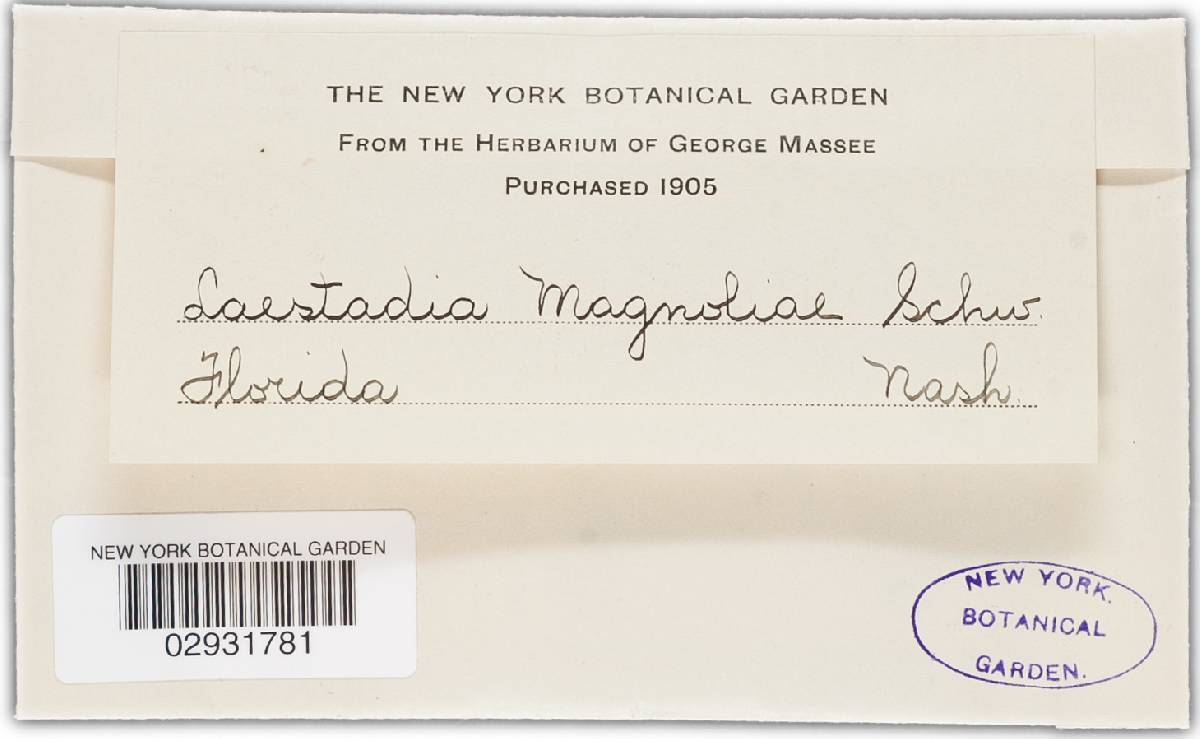 THE NEW YORK BOTANICAL GARDEN
FROM THE HERBARIUM OF GEORGE MASSEE
PURCHASED 1905
Laestadia Magnoliae Schw.
Florida Nash.
NEW YORK BOTANICAL GARDEN
02931781
NEW YORK.
BOTANICAL
GARDEN.